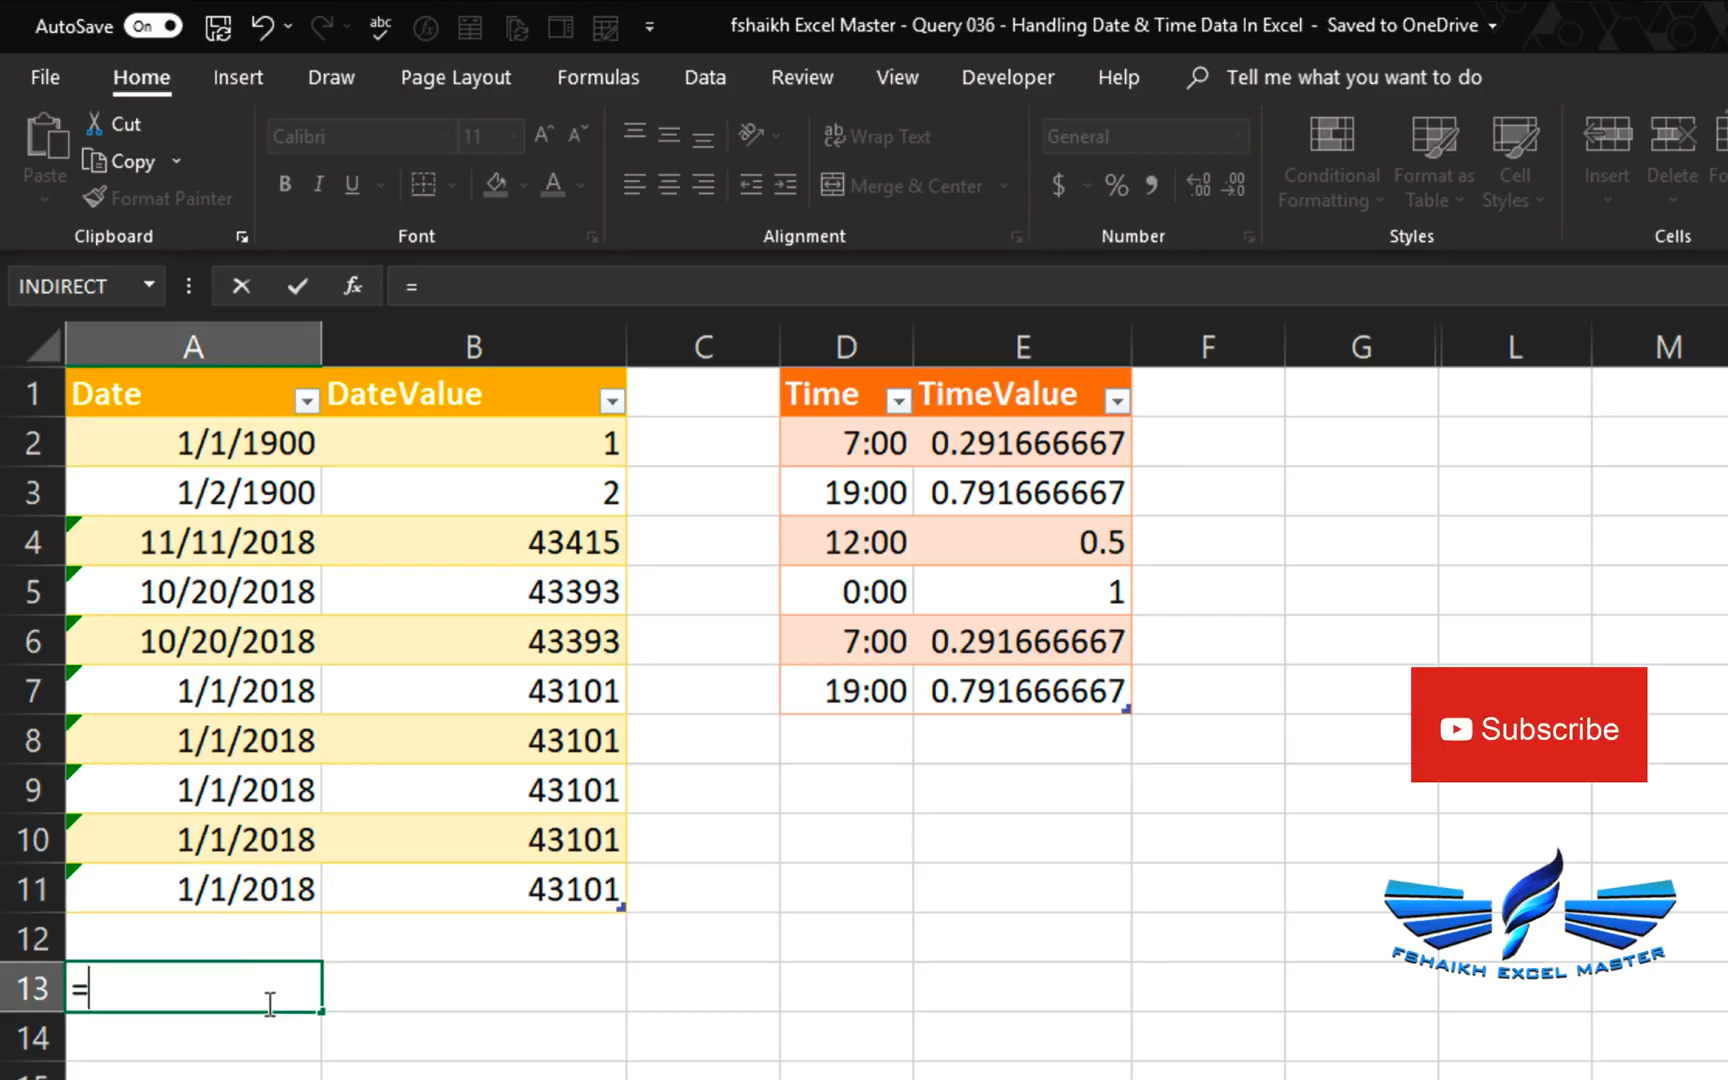 AutoSave On abc fshaikh Excel Master - Query 036 - Handling Date & Time Data In Excel - Saved to OneDrive
File Home Insert Draw Page Layout Formulas Data Review View Developer Help Tell me what you want to do
Paste
Cut
Copy
Format Painter
Clipboard
Calibri 11
B I U
Font
ab Wrap Text
Merge & Center
Alignment
General
$ % 9
Number
Conditional Formatting
Format as Table
Cell Styles
Styles
Insert Delete Fo
Cells
INDIRECT fx =
A B C D E F G L M
1 Date DateValue Time TimeValue
2 1/1/1900 1 7:00 0.291666667
3 1/2/1900 2 19:00 0.791666667
4 11/11/2018 43415 12:00 0.5
5 10/20/2018 43393 0:00 1
6 10/20/2018 43393 7:00 0.291666667
7 1/1/2018 43101 19:00 0.791666667
8 1/1/2018 43101
9 1/1/2018 43101
10 1/1/2018 43101
11 1/1/2018 43101
12
13 =
14
Subscribe
FSHAIKH EXCEL MASTER